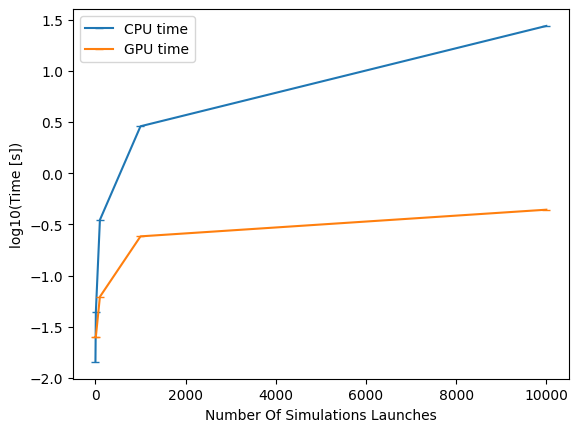 CPU time
GPU time
1.5
1.0
0.5
0.0
−0.5
−1.0
−1.5
−2.0
log10(Time [s])
0 2000 4000 6000 8000 10000
Number Of Simulations Launches